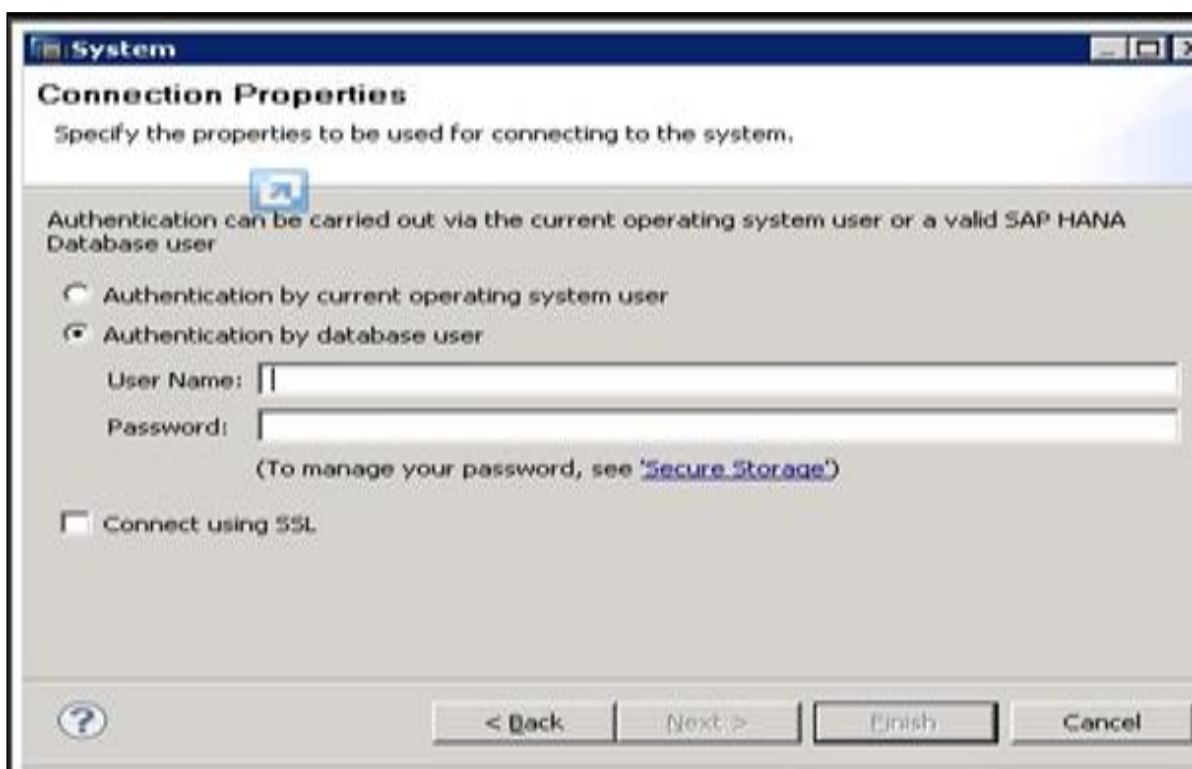 System
Connection Properties
Specify the properties to be used for connecting to the system.
Authentication can be carried out via the current operating system user or a valid SAP HANA
Database user
Authentication by current operating system user
Authentication by database user
User Name:
Password:
(To manage your password, see 'Secure Storage')
Connect using SSL
?
< Back
Next >
Finish
Cancel